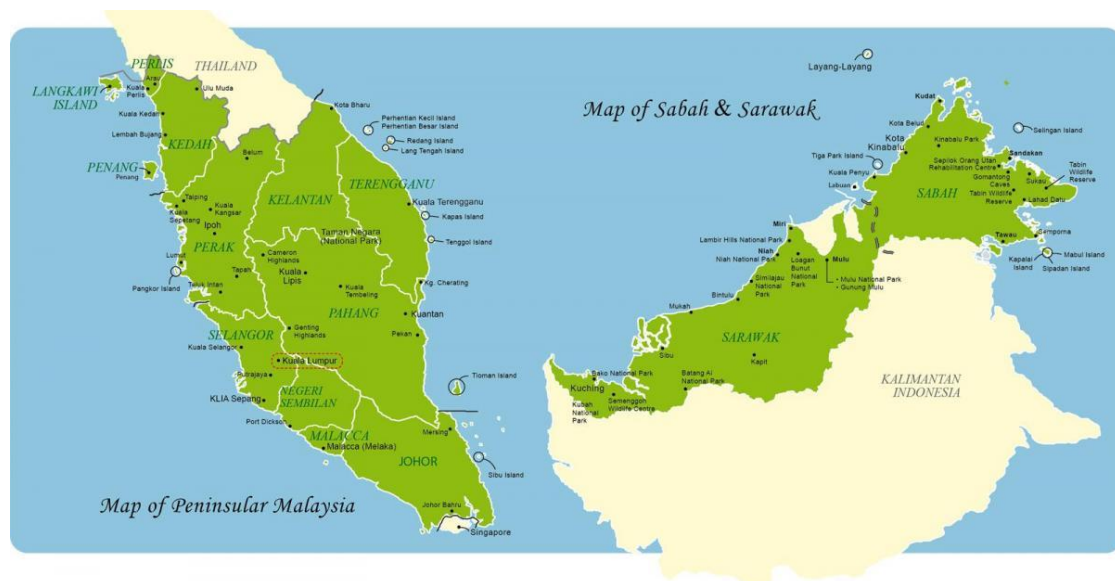 PERLIS
THAILAND
Arau
Kuala
Perlis
LANGKAWI
ISLAND
Ulu Muda
Kuala Kedah
Kota Bharu
Perhentian Kecil Island
Perhentian Besar Island
Lembah Bujang
KEDAH
Redang Island
Lang Tengah Island
Belum
PENANG
Penang
TERENGGANU
KELANTAN
Taiping
Kuala
Kangsar
Kuala
Sepetang
Kuala Terengganu
Kapas Island
Ipoh
Taman Negara
(National Park)
Tenggol Island
PERAK
Lumut
Cameron
Highlands
Tapah
Kuala
Lipis
Pangkor Island
Teluk Intan
Kuala
Tembeling
Kg. Cherating
PAHANG
Kuantan
SELANGOR
Genting
Highlands
Pekan
Kuala Selangor
Kuala Lumpur
Putrajaya
Tioman Island
NEGERI
SEMBILAN
KLIA Sepang
Port Dickson
MALACCA
Malacca (Melaka)
Mersing
JOHOR
Sibu Island
Map of Peninsular Malaysia
Johor Bahru
Singapore
Layang-Layang
Map of Sabah & Sarawak
Kudat
Kota Belud
Selingan Island
Kota
Kinabalu
Kinabalu Park
Tiga Park Island
Sandakan
Sepilok Orang Utan
Rehabilitation Centre
Kuala Penyu
Gomantong
Caves
Sukau
Tabin
Wildlife
Reserve
Labuan
SABAH
Tabin Wildlife
Reserve
Lahad Datu
Miri
Lambir Hills National Park
Tawau
Semporna
Niah
Niah National Park
Loagan
Bunut
National
Park
Mulu
Kapalai
Island
Mabul Island
Sipadan Island
Similajau
National
Park
- Mulu National Park
- Gunung Mulu
Bintulu
Mukah
SARAWAK
Sibu
Kapit
Bako National Park
Batang Ai
National Park
Kuching
KALIMANTAN
INDONESIA
Kubah
National
Park
Semenggoh
Wildlife Centre